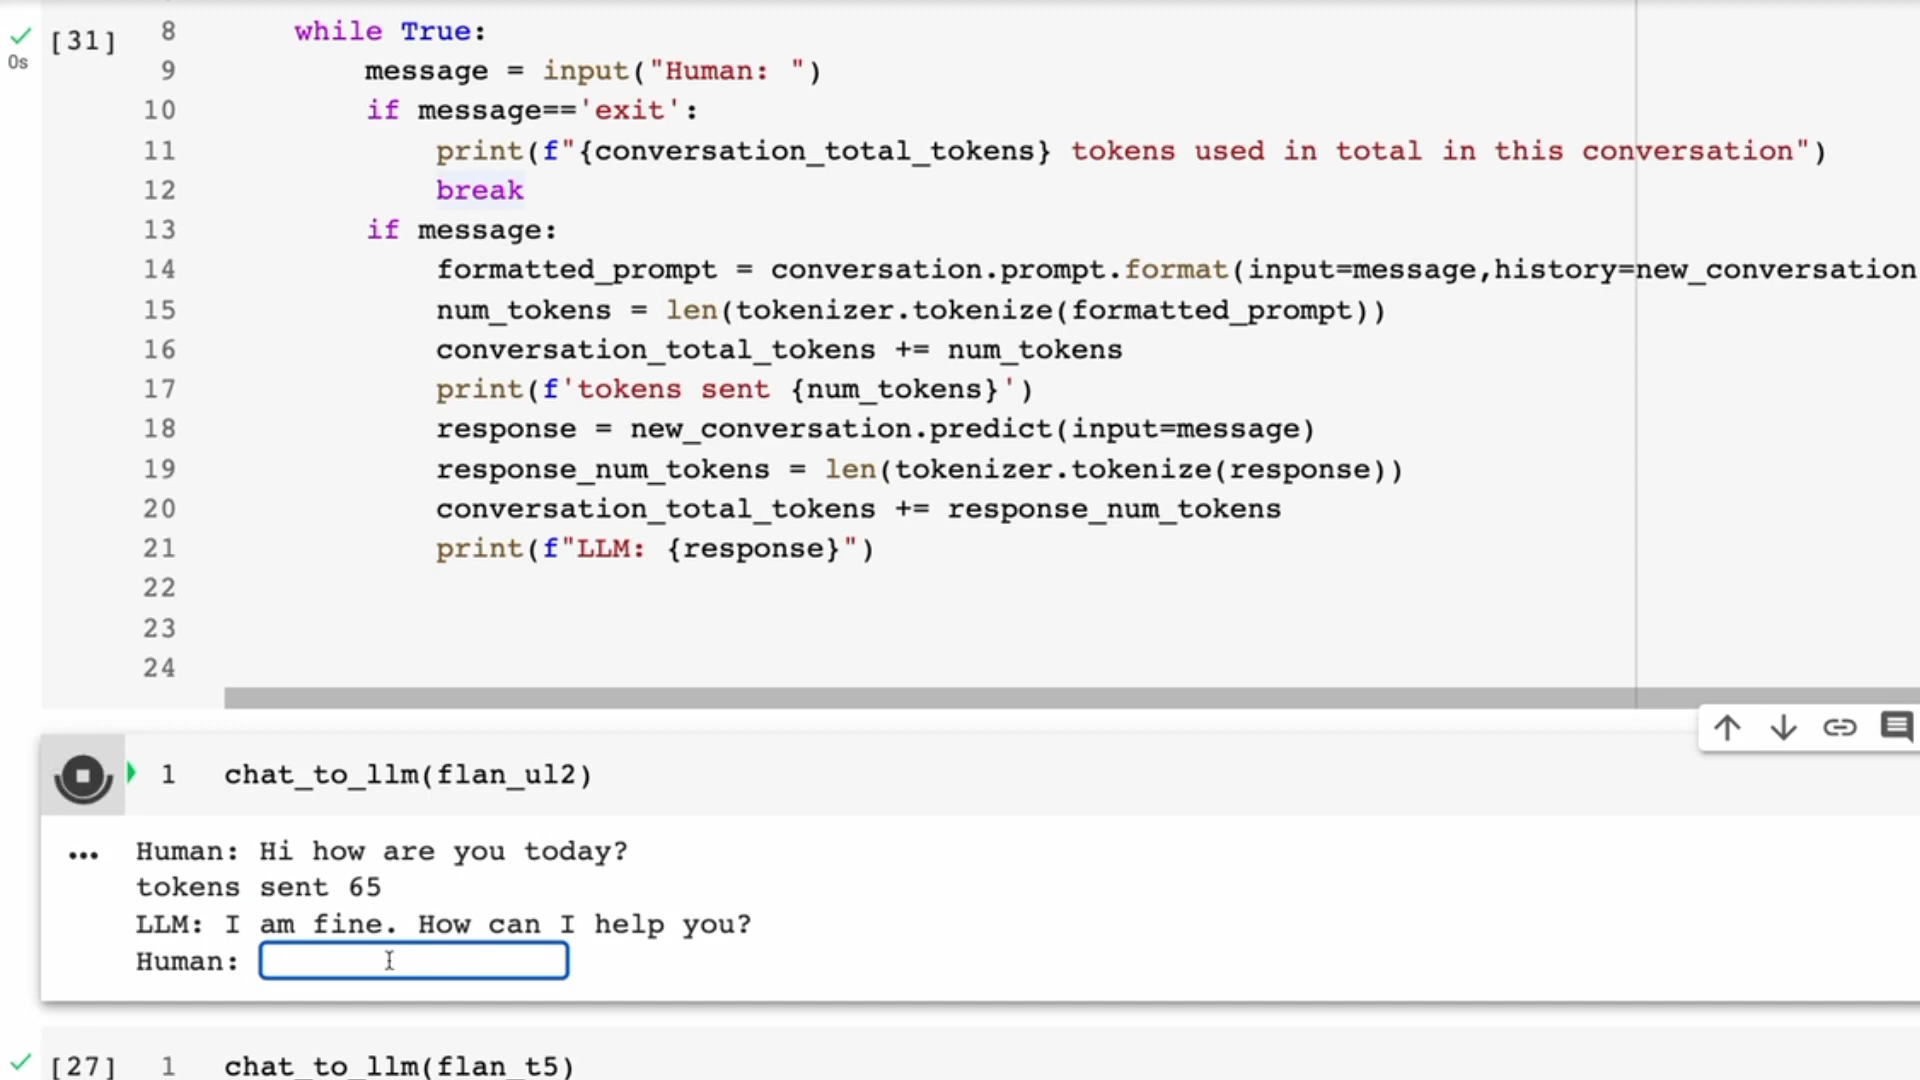 [31] 8 while True:
0s
9 message = input("Human: ")
10 if message=='exit':
11 print(f"{conversation_total_tokens} tokens used in total in this conversation")
12 break
13 if message:
14 formatted_prompt = conversation.prompt.format(input=message,history=new_conversation
15 num_tokens = len(tokenizer.tokenize(formatted_prompt))
16 conversation_total_tokens += num_tokens
17 print(f'tokens sent {num_tokens}')
18 response = new_conversation.predict(input=message)
19 response_num_tokens = len(tokenizer.tokenize(response))
20 conversation_total_tokens += response_num_tokens
21 print(f"LLM: {response}")
22
23
24
1 chat_to_llm(flan_ul2)
Human: Hi how are you today?
tokens sent 65
LLM: I am fine. How can I help you?
Human:
[27] 1 chat_to_llm(flan_t5)